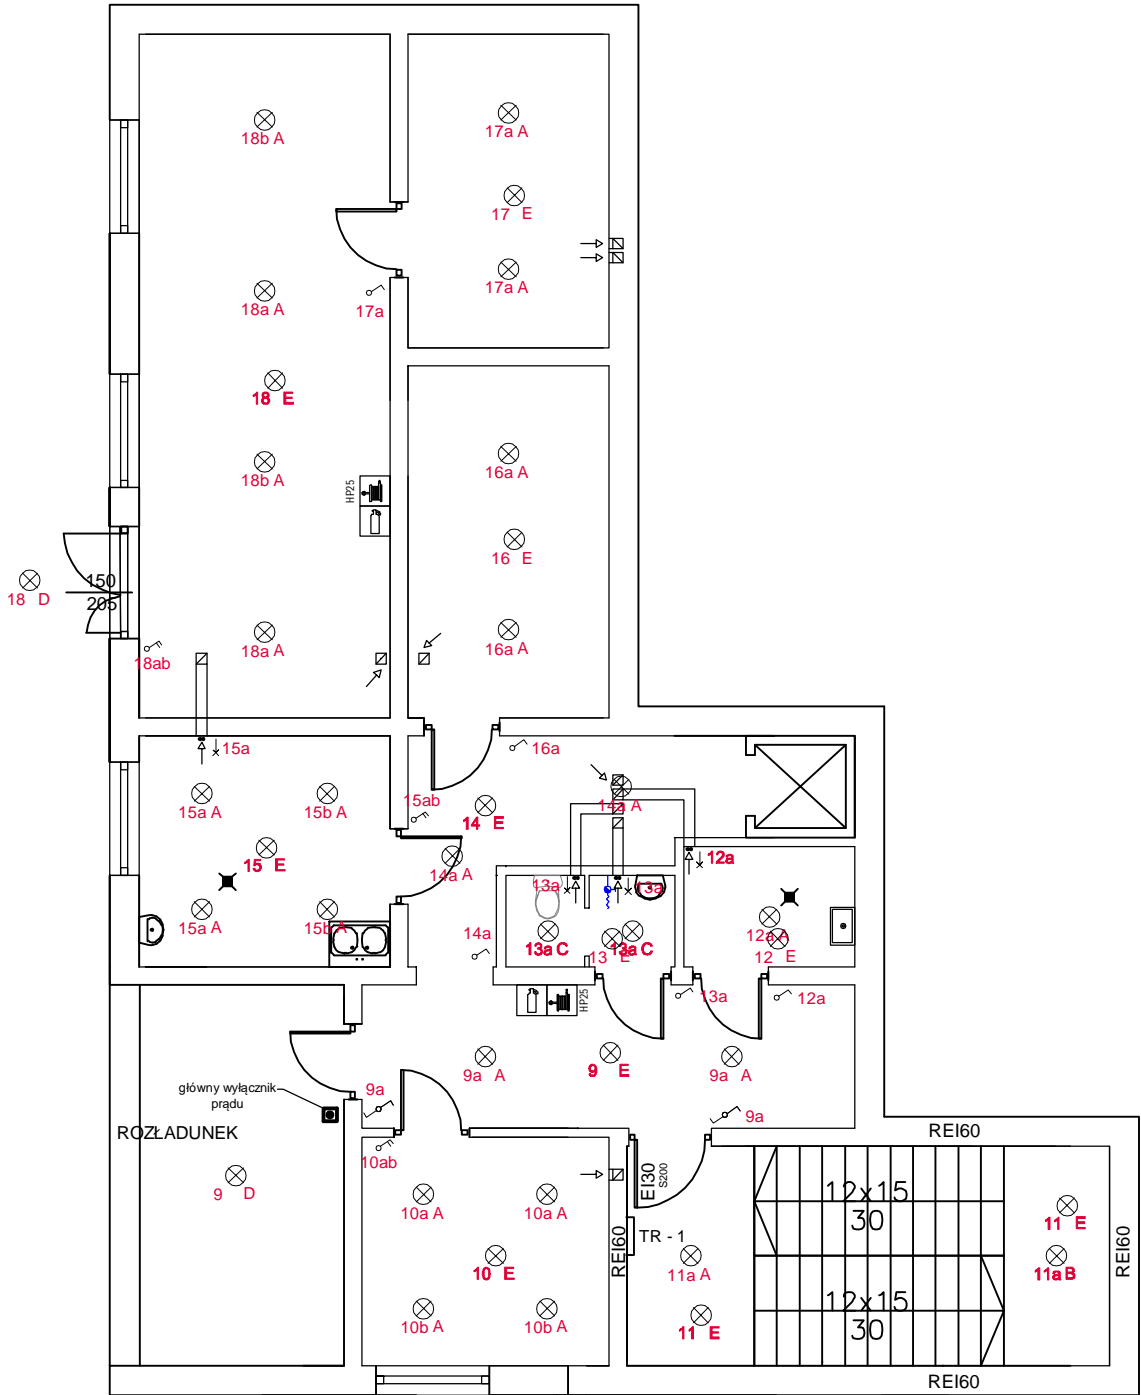 18b A
17a A
17 E
17a A
18a A
17a
18 E
16a A
18b A
HP25
16 E
150
205
18 D
18a A
16a A
18ab
15a
16a
15a A
15b A
15ab
14 E
14a A
15 E
14a A
12a
13a
13a
15a A
15b A
14a
13a C
13 E
13a C
12a A
12 E
HP25
13a
12a
9a A
9 E
9a A
główny wyłącznik
prądu
9a
9a
ROZŁADUNEK
REI60
10ab
EI30
S200
9 D
10a A
10a A
12x15
30
11 E
REI60
TR - 1
REI60
10 E
11a A
11a B
10b A
10b A
11 E
12x15
30
REI60